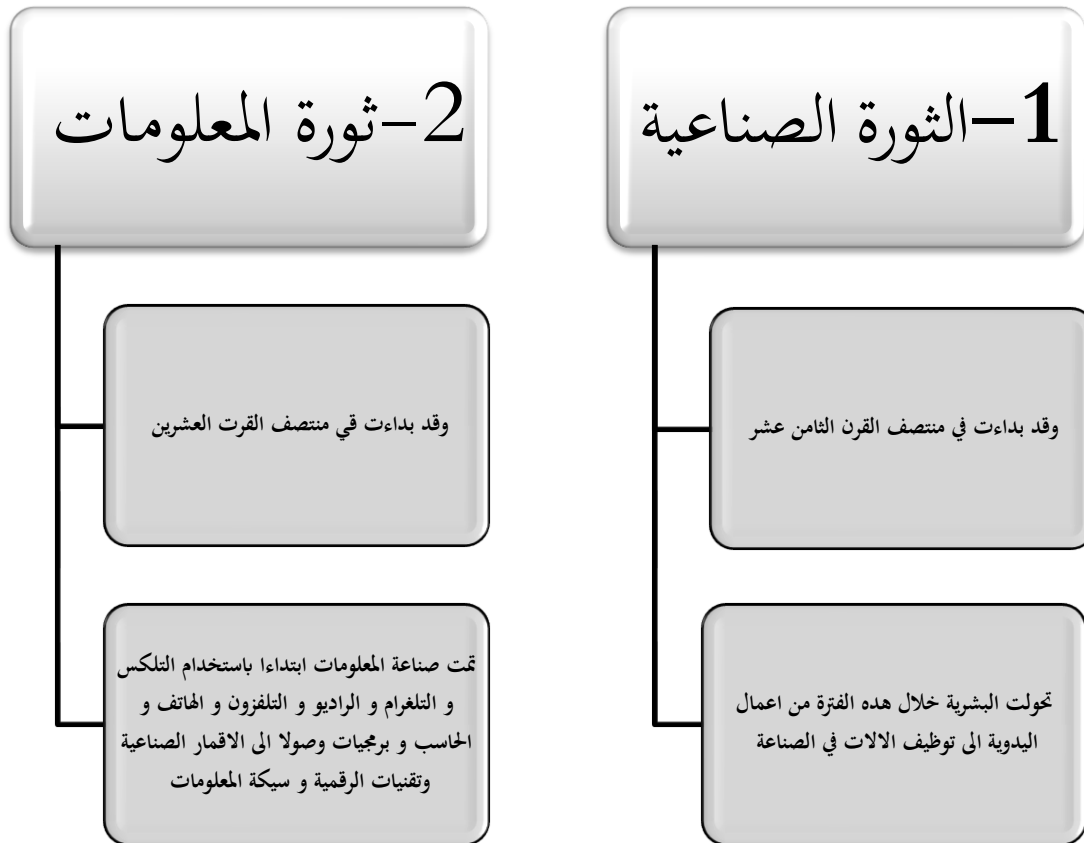 1-الثورة الصناعية
وقد بداءت في منتصف القرن الثامن عشر
تحولت البشرية خلال هده الفترة من اعمال
اليدوية الى توظيف الالات في الصناعة
2-ثورة المعلومات
وقد بداءت قي منتصف القرت العشرين
تمت صناعة المعلومات ابتداءا باستخدام التلكس
و التلغرام و الراديو و التلفزون و الهاتف و
الحاسب و برمجيات وصولا الى الاقمار الصناعية
وتقنيات الرقمية و سيكة المعلومات